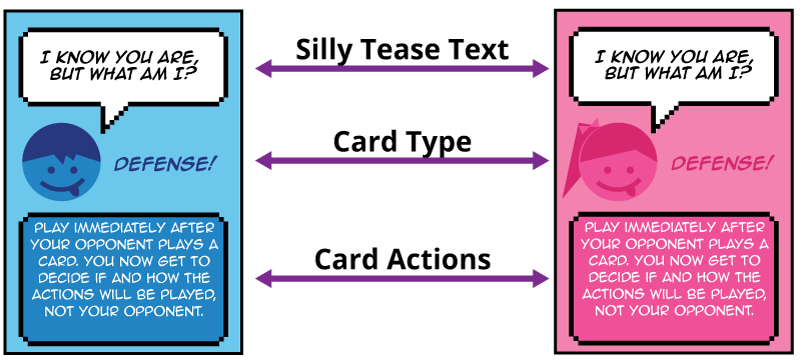 I KNOW YOU ARE,
BUT WHAT AM I?
DEFENSE!
PLAY IMMEDIATELY AFTER
YOUR OPPONENT PLAYS A
CARD. YOU NOW GET TO
DECIDE IF AND HOW THE
ACTIONS WILL BE PLAYED,
NOT YOUR OPPONENT.
Silly Tease Text
Card Type
Card Actions
I KNOW YOU ARE,
BUT WHAT AM I?
DEFENSE!
PLAY IMMEDIATELY AFTER
YOUR OPPONENT PLAYS A
CARD. YOU NOW GET TO
DECIDE IF AND HOW THE
ACTIONS WILL BE PLAYED,
NOT YOUR OPPONENT.